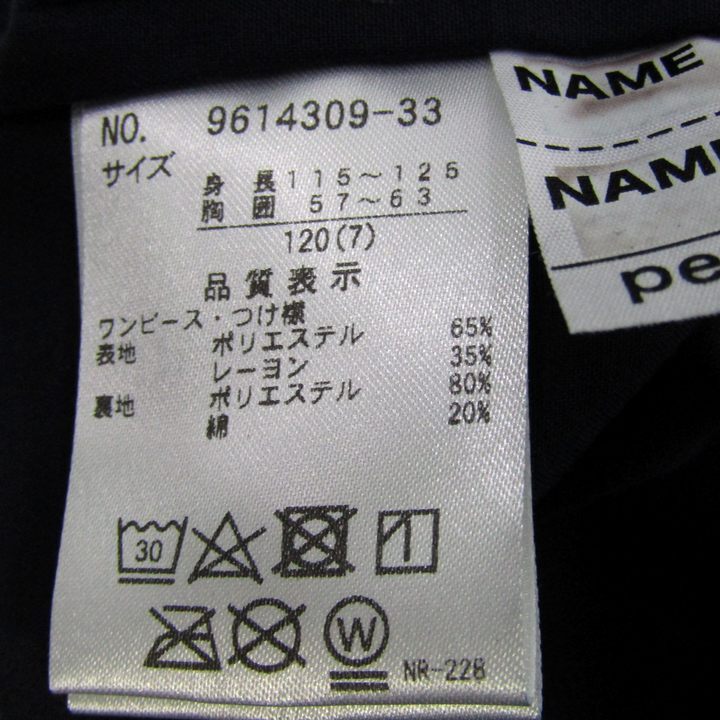 NO. 9614309-33
サイズ
身 長 115～125
胸 囲 57～63
120(7)
品質表示
ワンピース・つけ襟
表地 ポリエステル 65%
レーヨン 35%
裏地 ポリエステル 80%
綿 20%
30
W
NR-228
NAME
NAM
pe